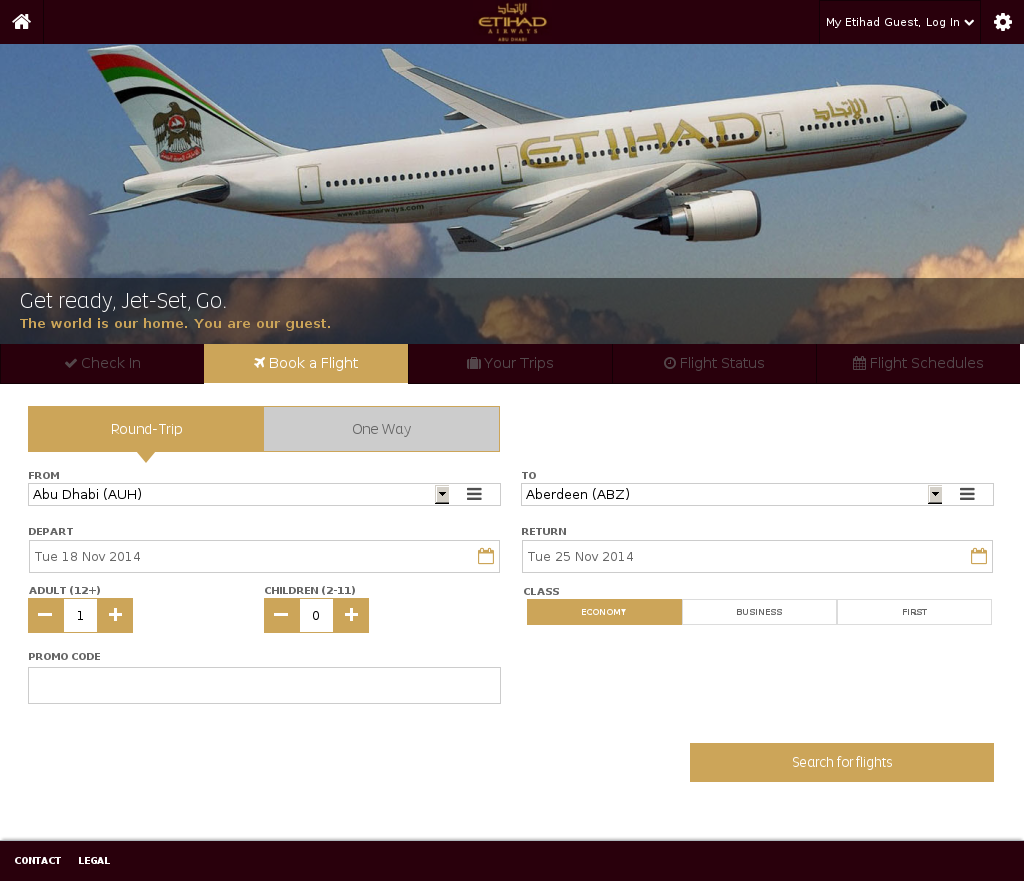 الإتحاد
ETIHAD
AIRWAYS
ABU DHABI
My Etihad Guest, Log In
ETIHAD
الإتحاد
www.etihadairways.com
Get ready, Jet-Set, Go.
The world is our home. You are our guest.
Check In
Book a Flight
Your Trips
Flight Status
Flight Schedules
Round-Trip
One Way
FROM
TO
Abu Dhabi (AUH)
Aberdeen (ABZ)
DEPART
RETURN
Tue 18 Nov 2014
Tue 25 Nov 2014
ADULT (12+)
CHILDREN (2-11)
CLASS
1
0
ECONOMY
BUSINESS
FIRST
PROMO CODE
Search for flights
CONTACT
LEGAL